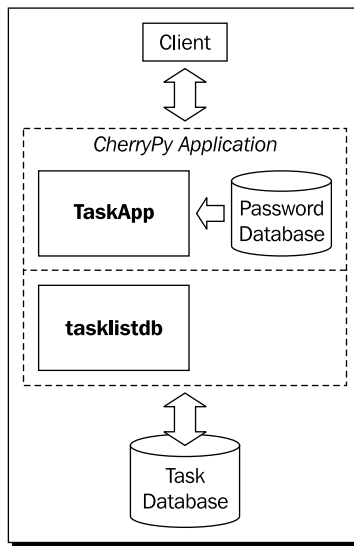 Client
CherryPy Application
TaskApp
Password
Database
tasklistdb
Task
Database